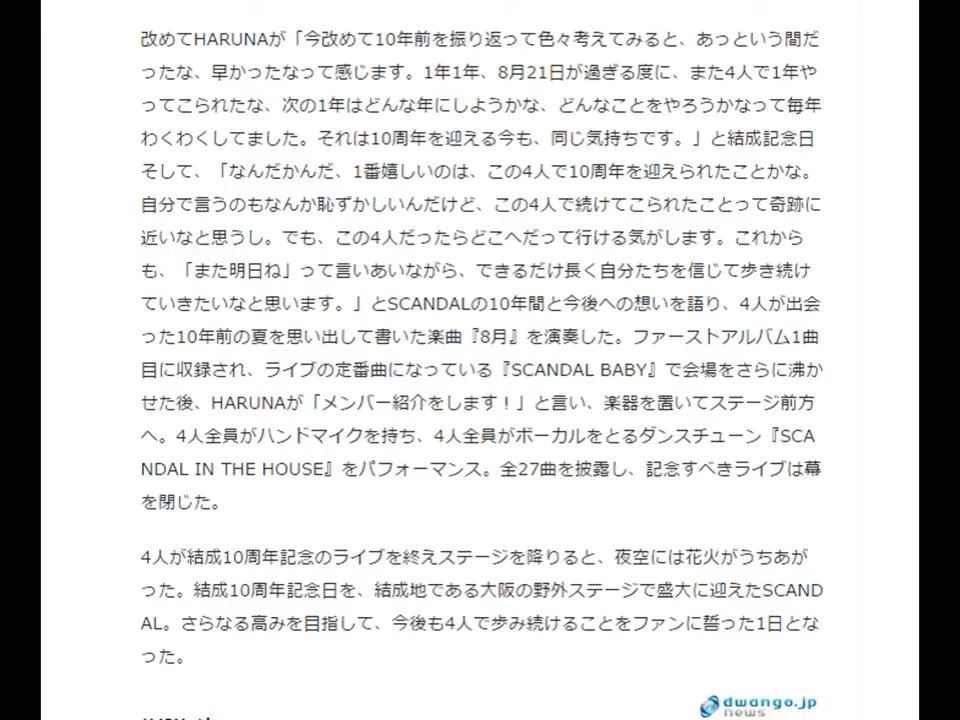 改めてHARUNAが「今改めて10年前を振り返って色々考えてみると、あっという間だ
ったな、早かったなって感じます。1年1年、8月21日が過ぎる度に、また4人で1年や
ってこられたな、次の1年はどんな年にしようかな、どんなことをやろうかなって毎年
わくわくしてました。それは10周年を迎える今も、同じ気持ちです。」と結成記念日
そして、「なんだかんだ、1番嬉しいのは、この4人で10周年を迎えられたことかな。
自分で言うのもなんか恥ずかしいんだけど、この4人で続けてこられたことって奇跡に
近いなと思うし。でも、この4人だったらどこへだって行ける気がします。これから
も、「また明日ね」って言いあいながら、できるだけ長く自分たちを信じて歩き続け
ていきたいなと思います。」とSCANDALの10年間と今後への想いを語り、4人が出会
った10年前の夏を思い出して書いた楽曲『8月』を演奏した。ファーストアルバム1曲
目に収録され、ライブの定番曲になっている『SCANDAL BABY』で会場をさらに沸か
せた後、HARUNAが「メンバー紹介をします！」と言い、楽器を置いてステージ前方
へ。4人全員がハンドマイクを持ち、4人全員がボーカルをとるダンスチューン『SCA
NDAL IN THE HOUSE』をパフォーマンス。全27曲を披露し、記念すべきライブは幕
を閉じた。
4人が結成10周年記念のライブを終えステージを降りると、夜空には花火がうちあが
った。結成10周年記念日を、結成地である大阪の野外ステージで盛大に迎えたSCAND
AL。さらなる高みを目指して、今後も4人で歩み続けることをファンに誓った1日とな
った。
dwango.jp
news